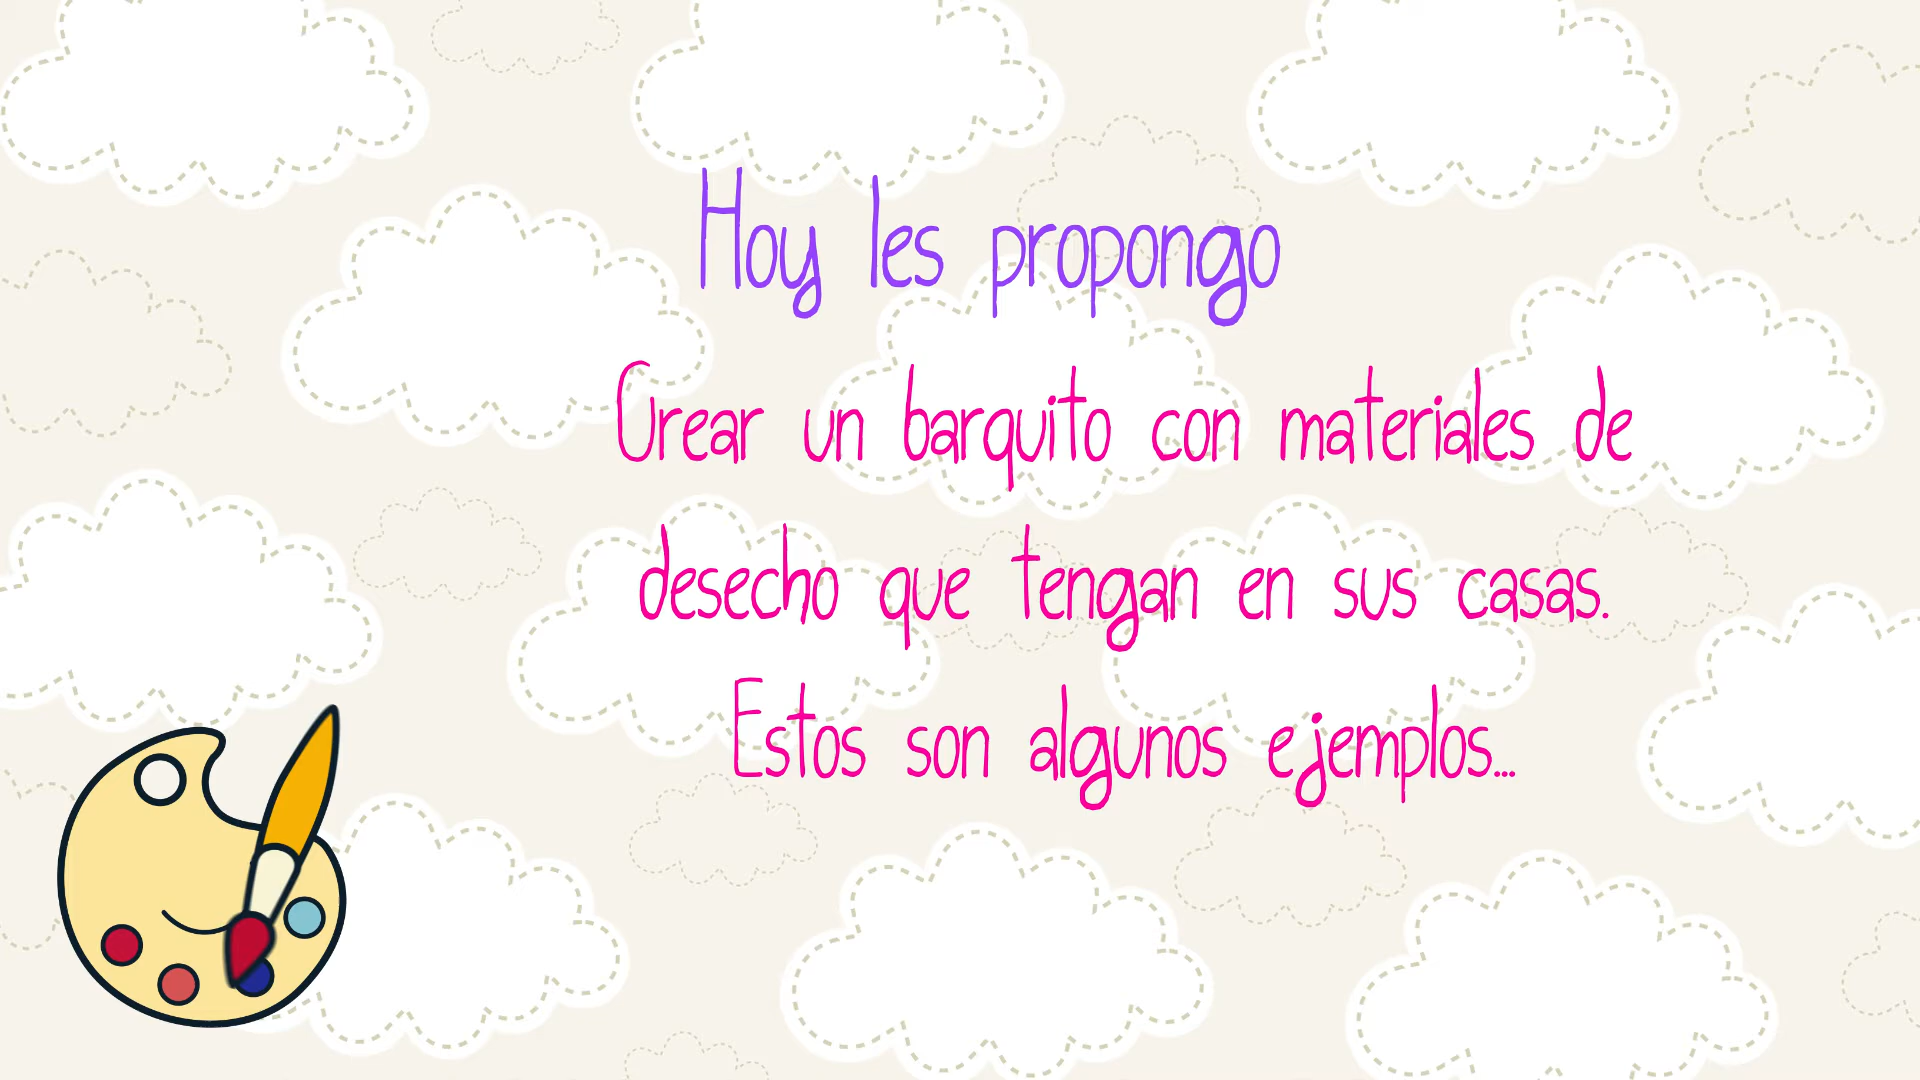 Hoy les propongo
Crear un barquito con materiales de
desecho que tengan en sus casas.
Estos son algunos ejemplos...